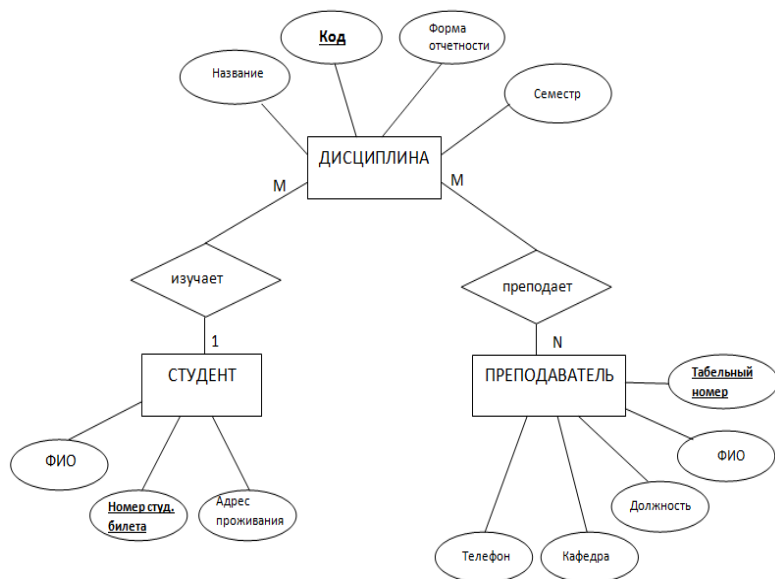 Код
Форма
отчетности
Название
Семестр
ДИСЦИПЛИНА
М
М
изучает
преподает
1
N
СТУДЕНТ
ПРЕПОДАВАТЕЛЬ
Табельный
номер
ФИО
ФИО
Номер студ.
билета
Адрес
проживания
Должность
Телефон
Кафедра